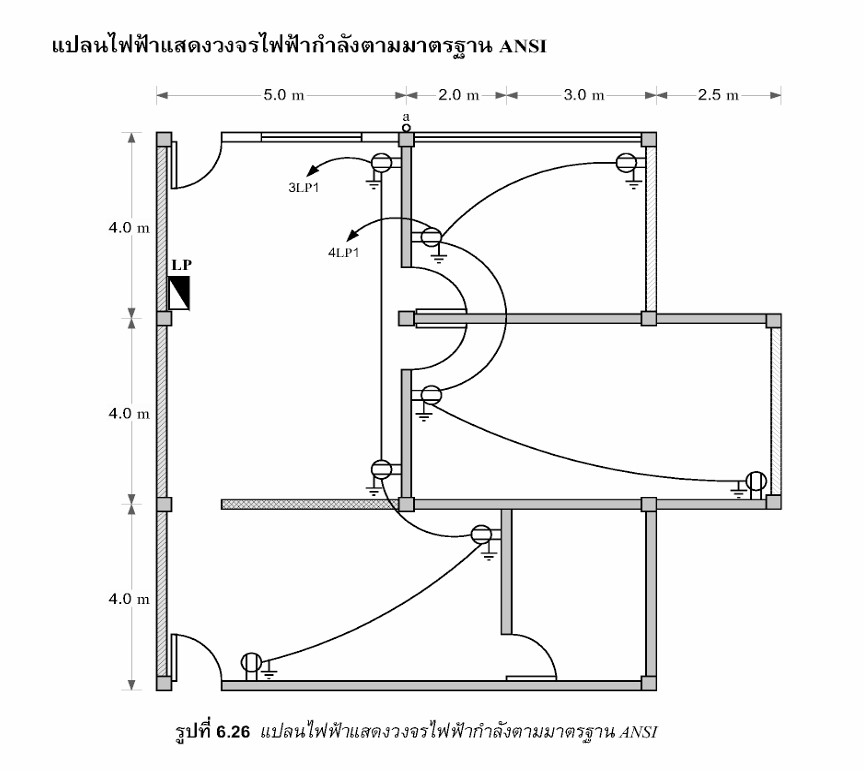 แปลนไฟฟ้าแสดงวงจรไฟฟ้ากำลังตามมาตรฐาน ANSI
5.0 m 2.0 m 3.0 m 2.5 m
a
3LP1
4.0 m
4LP1
LP
4.0 m
4.0 m
รูปที่ 6.26 แปลนไฟฟ้าแสดงวงจรไฟฟ้ากำลังตามมาตรฐาน ANSI